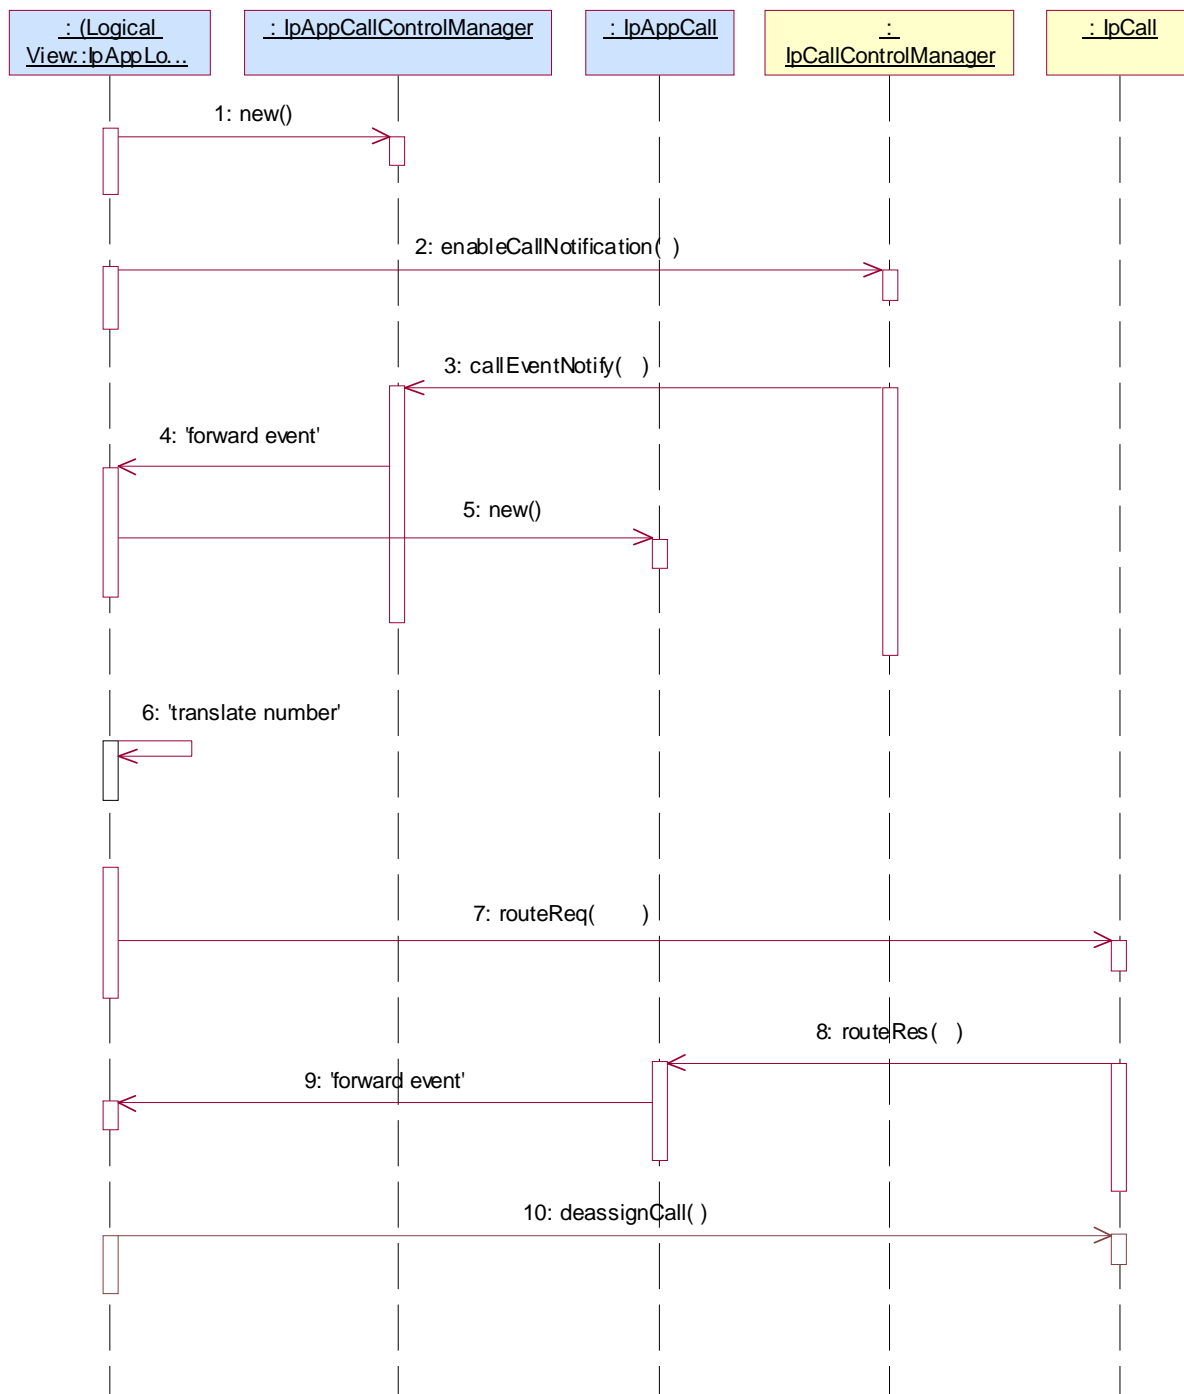 : (Logical
View::IpAppLo...
: IpAppCallControlManager
: IpAppCall
:
IpCallControlManager
: IpCall
1: new()
2: enableCallNotification( )
3: callEventNotify( )
4: 'forward event'
5: new()
6: 'translate number'
7: routeReq( )
8: routeRes( )
9: 'forward event'
10: deassignCall( )